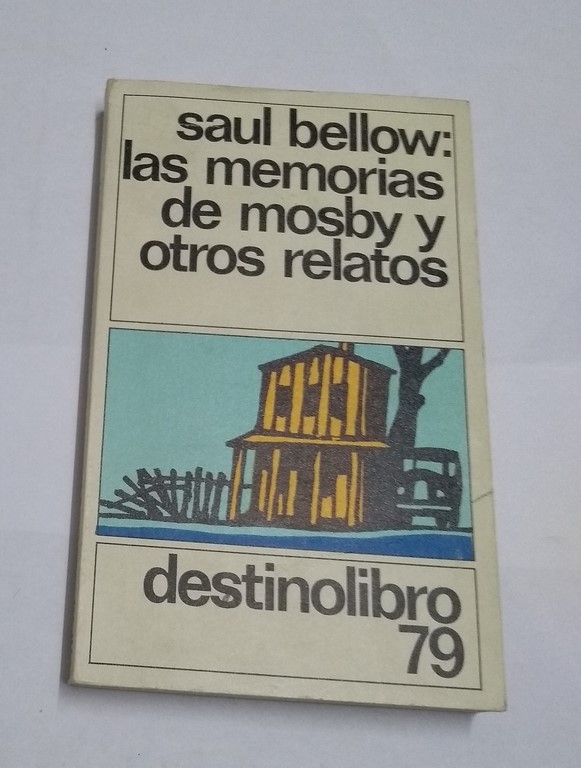 saul bellow:
las memorias
de mosby y
otros relatos
destinolibro
79